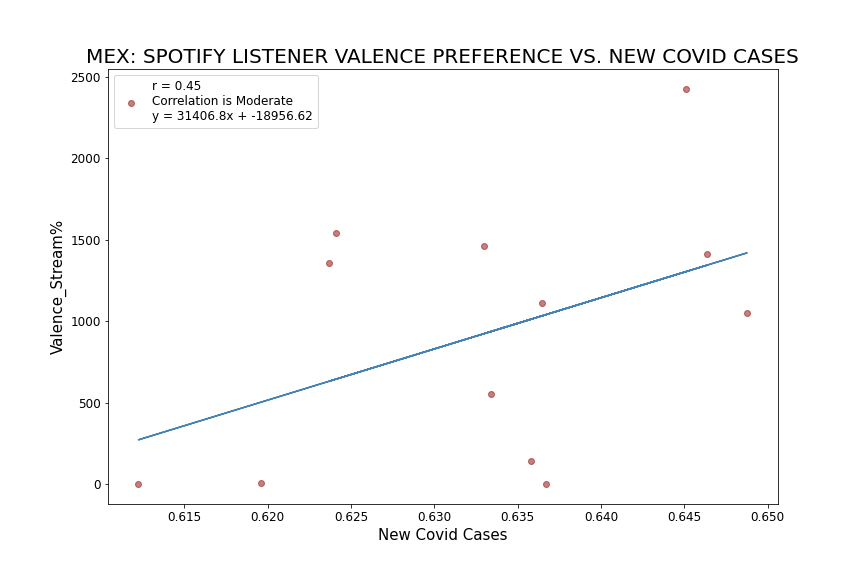 MEX: SPOTIFY LISTENER VALENCE PREFERENCE VS. NEW COVID CASES
r = 0.45
Correlation is Moderate
y = 31406.8x + -18956.62
Valence_Stream%
2500
2000
1500
1000
500
0
0.615 0.620 0.625 0.630 0.635 0.640 0.645 0.650
New Covid Cases